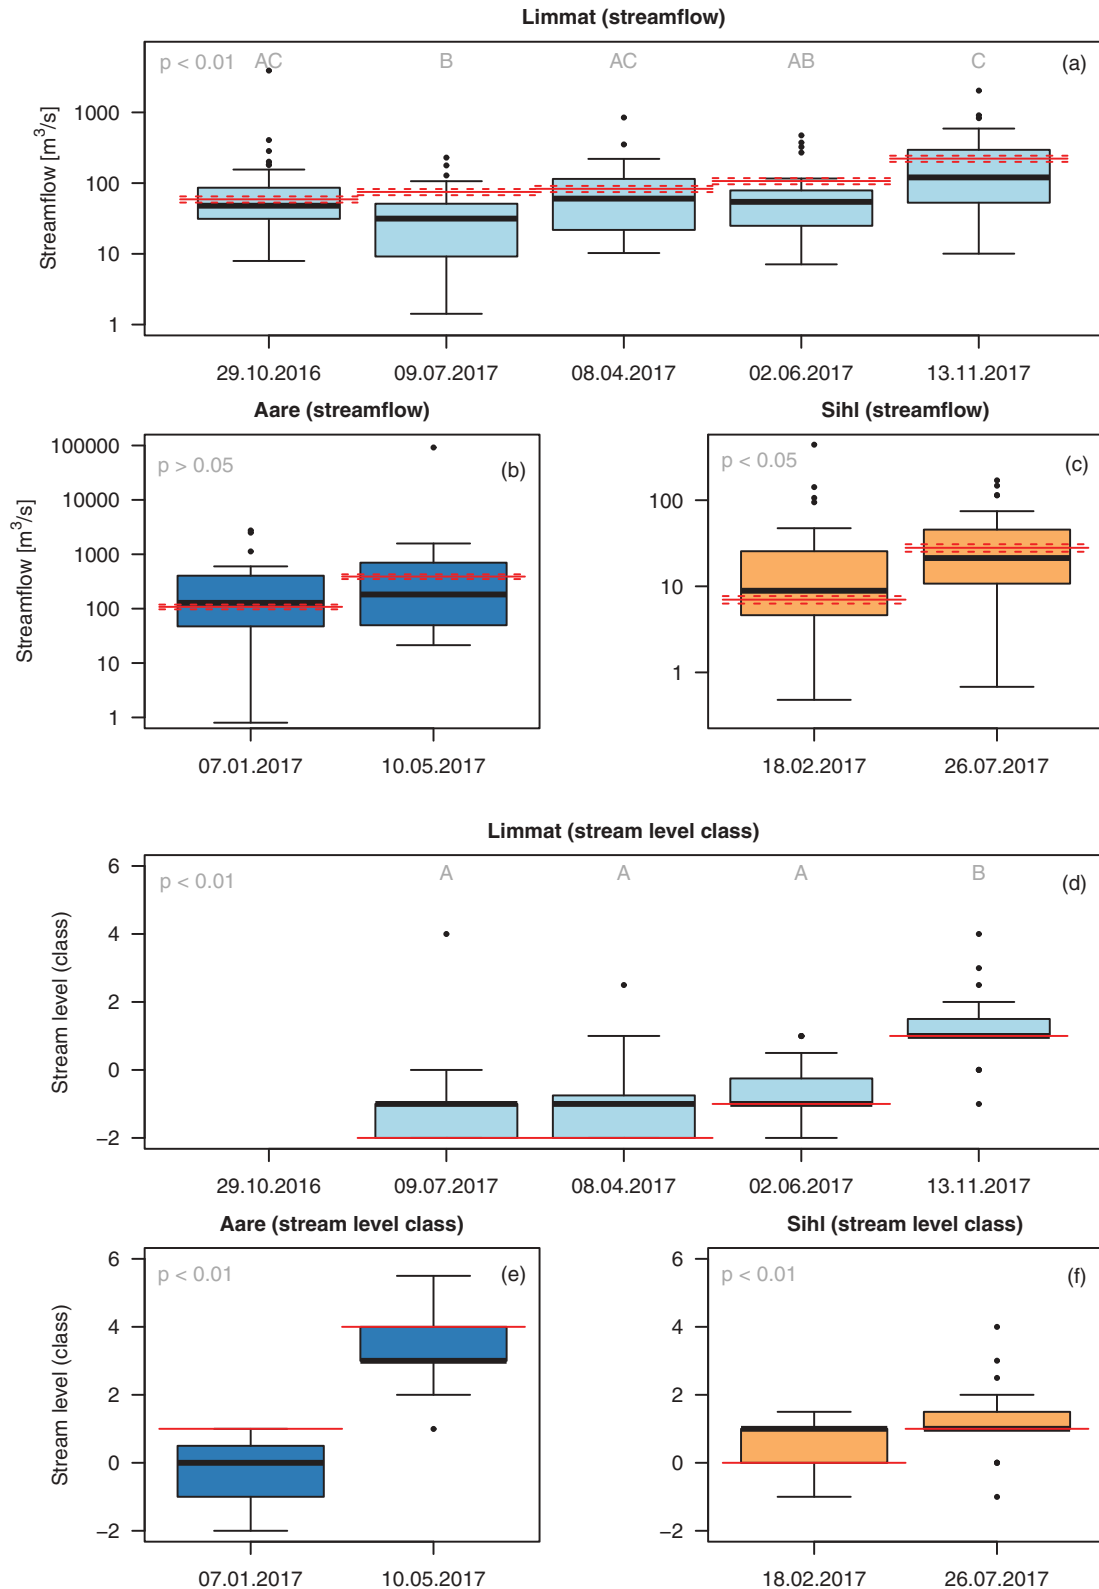 Limmat (streamflow)
p < 0.01 AC B AC AB C (a)
Streamflow [m³/s]
1000
100
10
1
29.10.2016 09.07.2017 08.04.2017 02.06.2017 13.11.2017
Aare (streamflow)
p > 0.05 (b)
Streamflow [m³/s]
100000
10000
1000
100
10
1
07.01.2017 10.05.2017
Sihl (streamflow)
p < 0.05 (c)
100
10
1
18.02.2017 26.07.2017
Limmat (stream level class)
p < 0.01 A A A B (d)
Stream level (class)
6
4
2
0
−2
29.10.2016 09.07.2017 08.04.2017 02.06.2017 13.11.2017
Aare (stream level class)
p < 0.01 (e)
Stream level (class)
6
4
2
0
−2
07.01.2017 10.05.2017
Sihl (stream level class)
p < 0.01 (f)
6
4
2
0
−2
18.02.2017 26.07.2017